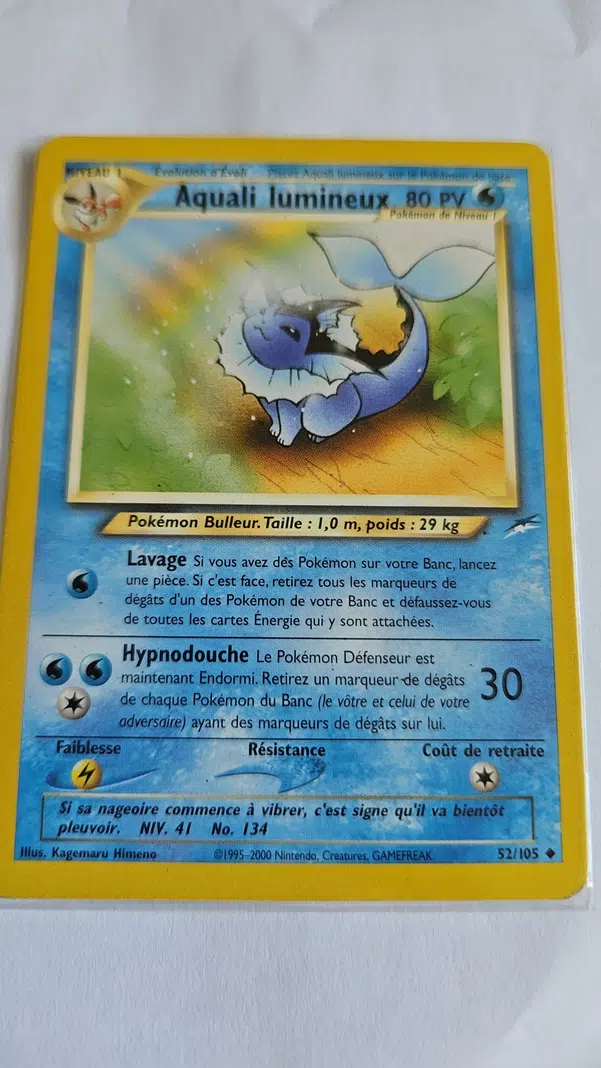 NIVEAU 1 Évolution d'Évoli Placez Aquali lumineux sur le Pokémon de base
Aquali lumineux 80 PV
Pokémon de Niveau 1
Pokémon Bulleur. Taille : 1,0 m, poids : 29 kg
Lavage Si vous avez des Pokémon sur votre Banc, lancez
une pièce. Si c'est face, retirez tous les marqueurs de
dégâts d'un des Pokémon de votre Banc et défaussez-vous
de toutes les cartes Énergie qui y sont attachées.
Hypnodouche Le Pokémon Défenseur est
maintenant Endormi. Retirez un marqueur de dégâts
de chaque Pokémon du Banc (le vôtre et celui de votre
adversaire) ayant des marqueurs de dégâts sur lui.
30
Faiblesse Résistance Coût de retraite
Si sa nageoire commence à vibrer, c'est signe qu'il va bientôt
pleuvoir. NIV. 41 No. 134
Illus. Kagemaru Himeno ©1995-2000 Nintendo, Creatures, GAMEFREAK. 52/105